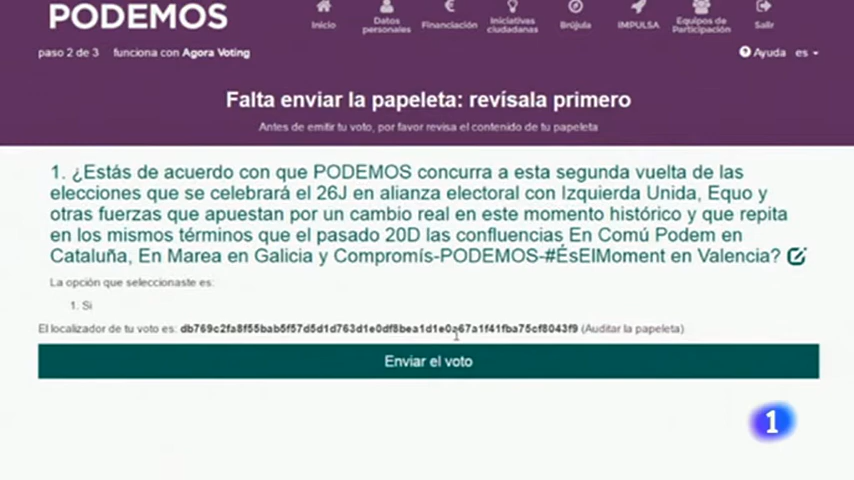 PODEMOS
Inicio
Datos personales
Financiación
Iniciativas ciudadanas
Brújula
IMPULSA
Equipos de Participación
Salir
paso 2 de 3 funciona con Agora Voting
Ayuda es
Falta enviar la papeleta: revísala primero
Antes de emitir tu voto, por favor revisa el contenido de tu papeleta
1. ¿Estás de acuerdo con que PODEMOS concurra a esta segunda vuelta de las
elecciones que se celebrará el 26J en alianza electoral con Izquierda Unida, Equo y
otras fuerzas que apuestan por un cambio real en este momento histórico y que repita
en los mismos términos que el pasado 20D las confluencias En Comú Podem en
Cataluña, En Marea en Galicia y Compromís-PODEMOS-#ÉsElMoment en Valencia?
La opción que seleccionaste es:
1. Si
El localizador de tu voto es: (Auditar la papeleta)
Enviar el voto
1